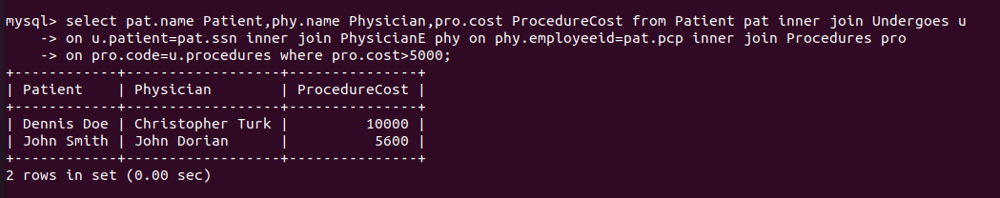 mysql> select pat.name Patient,phy.name Physician,pro.cost ProcedureCost from Patient pat inner join Undergoes u
    -> on u.patient=pat.ssn inner join PhysicianE phy on phy.employeeid=pat.pcp inner join Procedures pro
    -> on pro.code=u.procedures where pro.cost>5000;
+------------+------------------+---------------+
| Patient    | Physician        | ProcedureCost |
+------------+------------------+---------------+
| Dennis Doe | Christopher Turk |         10000 |
| John Smith | John Dorian      |          5600 |
+------------+------------------+---------------+
2 rows in set (0.00 sec)